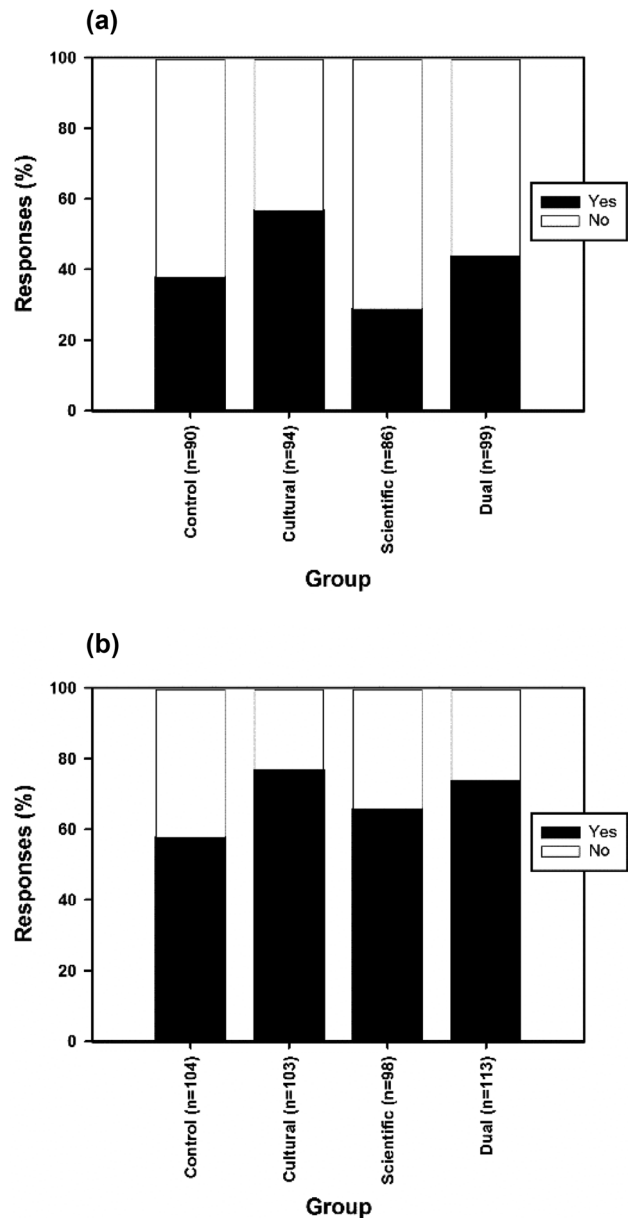 (a)
100
80
60
40
20
0
Responses (%)
Yes
No
Control (n=90)
Cultural (n=94)
Scientific (n=86)
Dual (n=99)
Group
(b)
100
80
60
40
20
0
Responses (%)
Yes
No
Control (n=104)
Cultural (n=103)
Scientific (n=98)
Dual (n=113)
Group